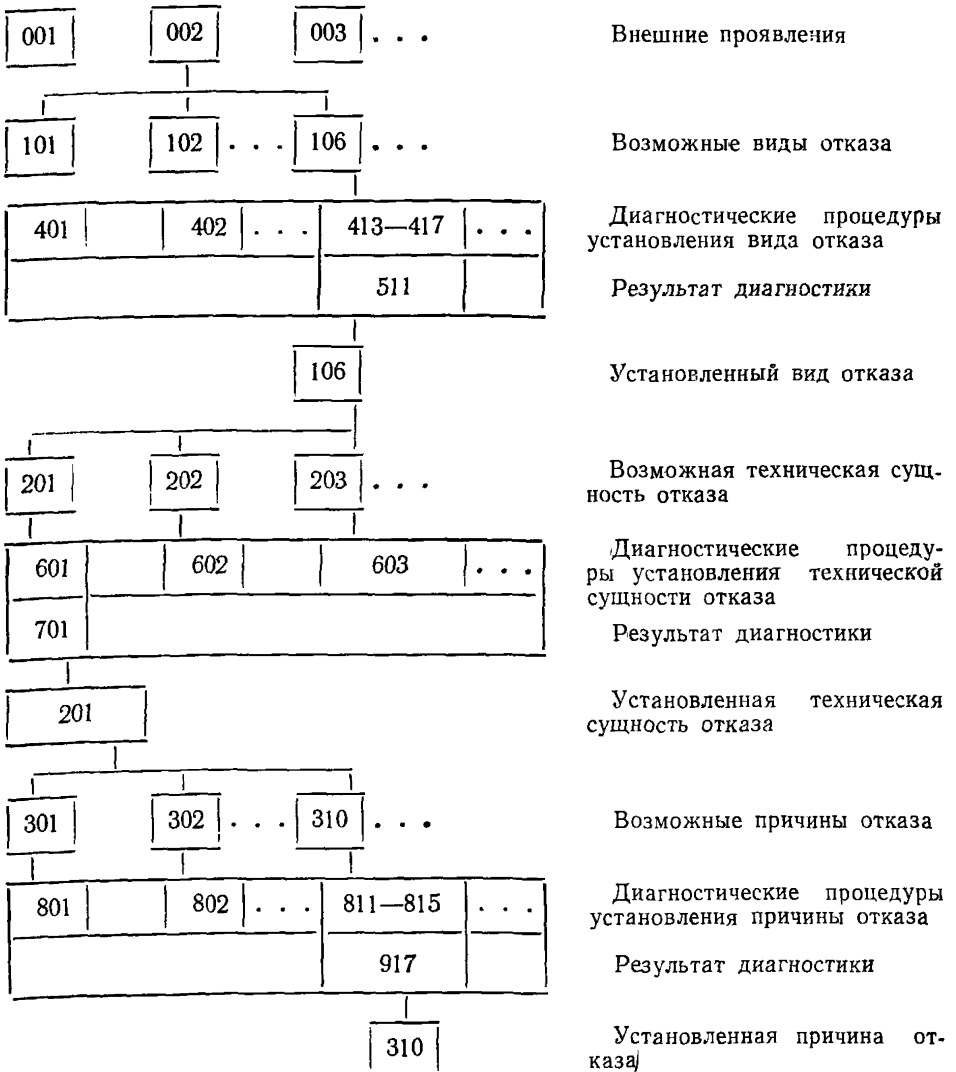 001 002 003 . . . Внешние проявления
101 102 . . . 106 . . . Возможные виды отказа
401 402 . . . 413—417 . . . Диагностические процедуры
установления вида отказа
511 Результат диагностики
106 Установленный вид отказа
201 202 203 . . . Возможная техническая сущ-
ность отказа
601 602 603 . . . Диагностические процеду-
ры установления технической
сущности отказа
701 Результат диагностики
201 Установленная техническая
сущность отказа
301 302 . . . 310 . . . Возможные причины отказа
801 802 . . . 811—815 . . . Диагностические процедуры
установления причины отказа
917 Результат диагностики
310 Установленная причина от-
каза